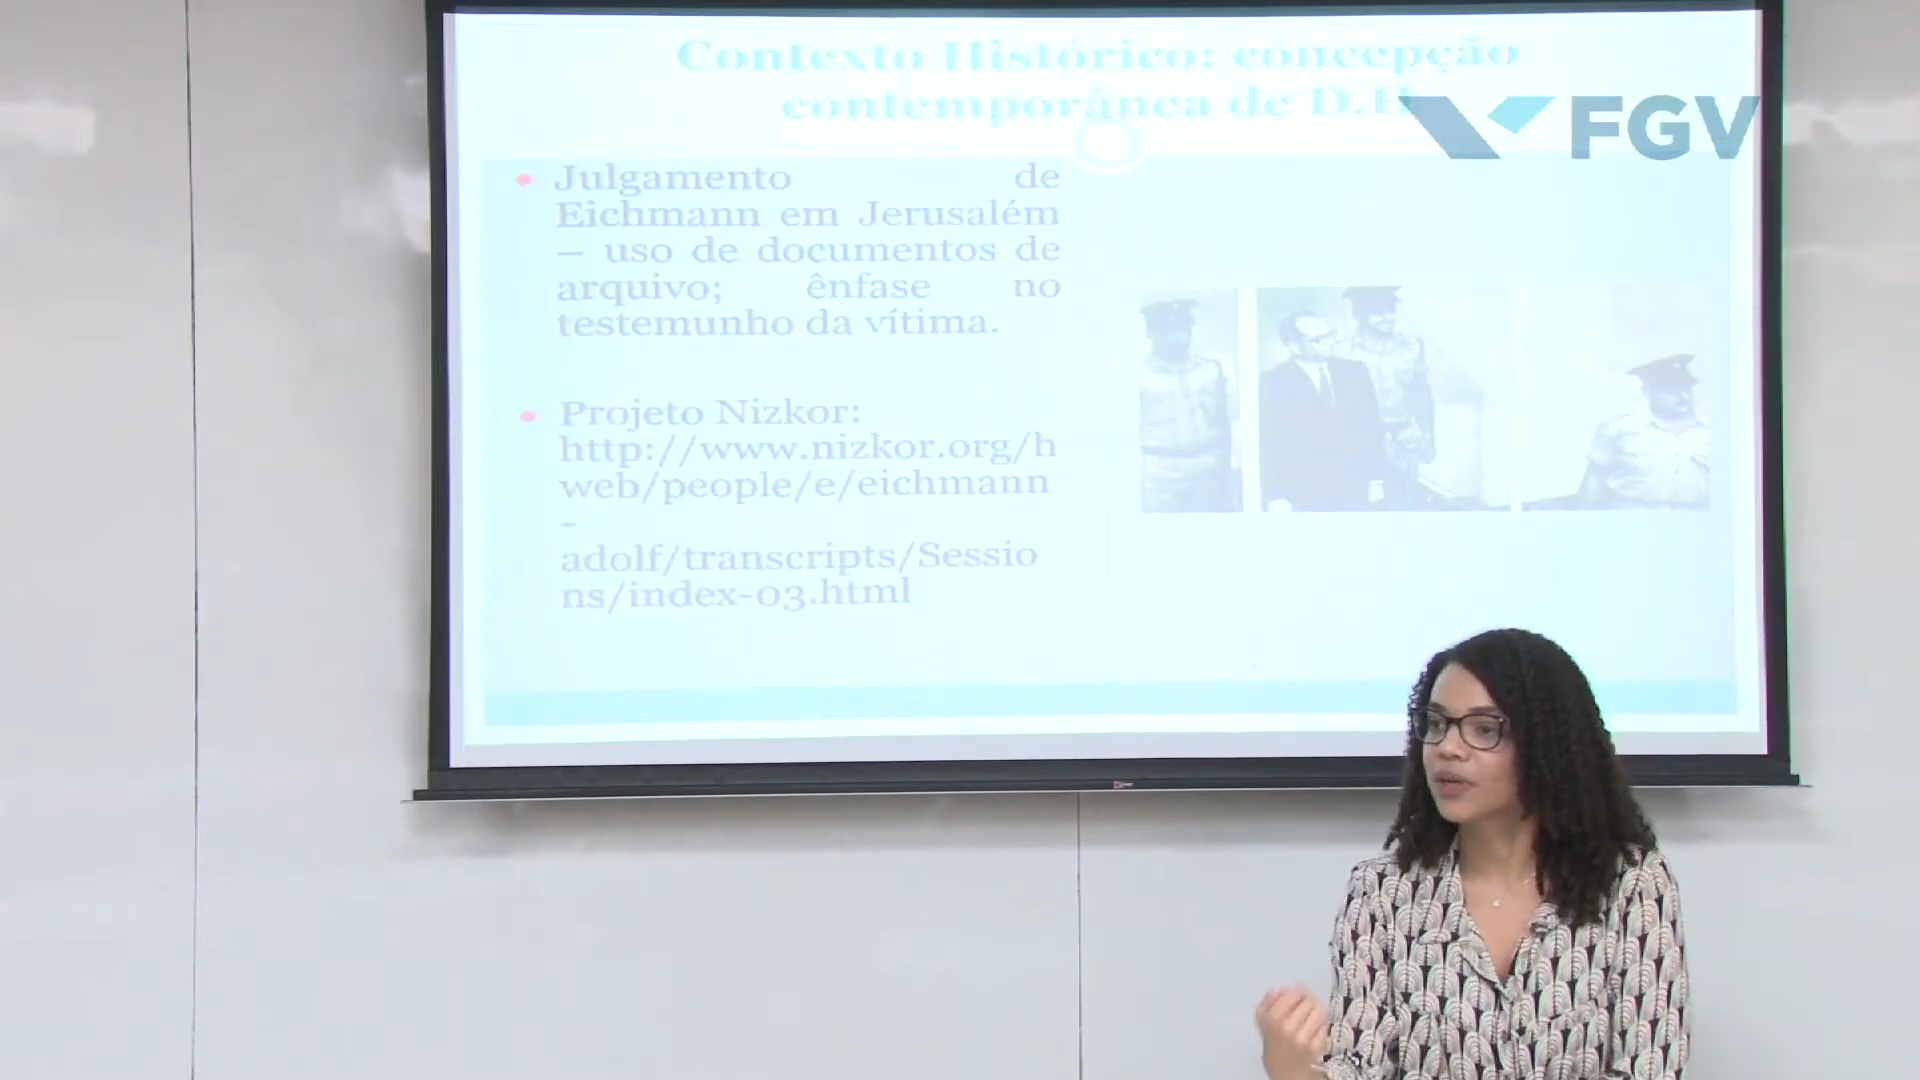 Contexto Histórico: concepção
contemporânea de D.H
FGV
Julgamento de
Eichmann em Jerusalém
– uso de documentos de
arquivo; ênfase no
testemunho da vítima.
Projeto Nizkor:
http://www.nizkor.org/h
web/people/e/eichmann
-
adolf/transcripts/Sessio
ns/index-03.html